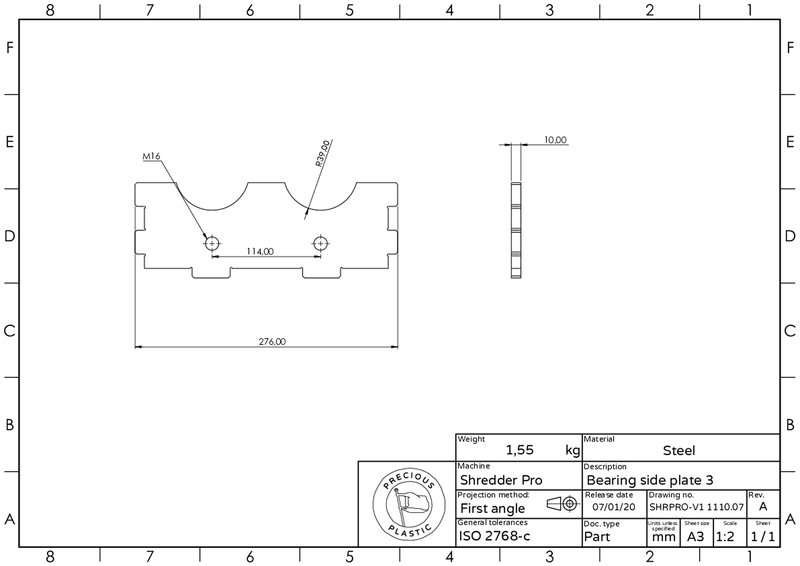 8 7 6 5 4 3 2 1
F F
E E
D D
C C
B B
A A
8 7 6 5 4 3 2 1
M16
R39,00
114,00
276,00
10,00
Weight
1,55 kg
Material
Steel
Machine
Shredder Pro
Description
Bearing side plate 3
Projection method:
First angle
Release date
07/01/20
Drawing no.
SHRPRO-V1 1110.07
Rev.
A
General tolerances
ISO 2768-c
Doc. type
Part
Units unless
specified
mm
Sheet size
A3
Scale
1:2
Sheet
1 / 1
PRECIOUS
PLASTIC